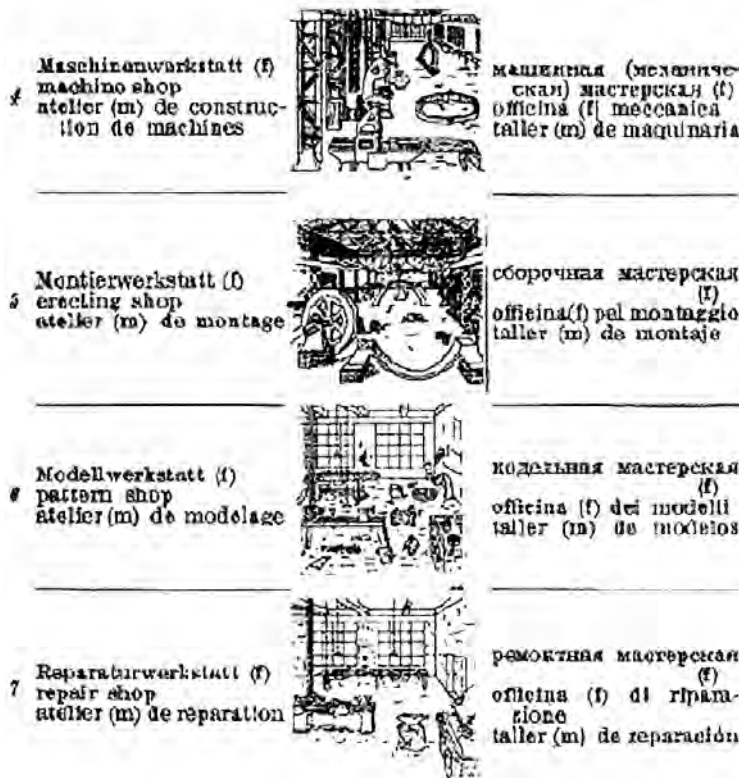 4
Maschinenwerkstatt (f)
machine shop
atelier (m) de construc-
tion de machines
машинная (механиче-
ская) мастерская (f)
officina (f) meccanica
taller (m) de maquinaria
5
Montierwerkstatt (f)
erecting shop
atelier (m) de montage
сборочная мастерская
(f)
officina (f) pel montaggio
taller (m) de montaje
6
Modellwerkstatt (f)
pattern shop
atelier (m) de modelage
модельная мастерская
(f)
officina (f) dei modelli
taller (m) de modelos
7
Reparaturwerkstatt (f)
repair shop
atelier (m) de réparation
ремонтная мастерская
(f)
officina (f) di ripara-
zione
taller (m) de reparación